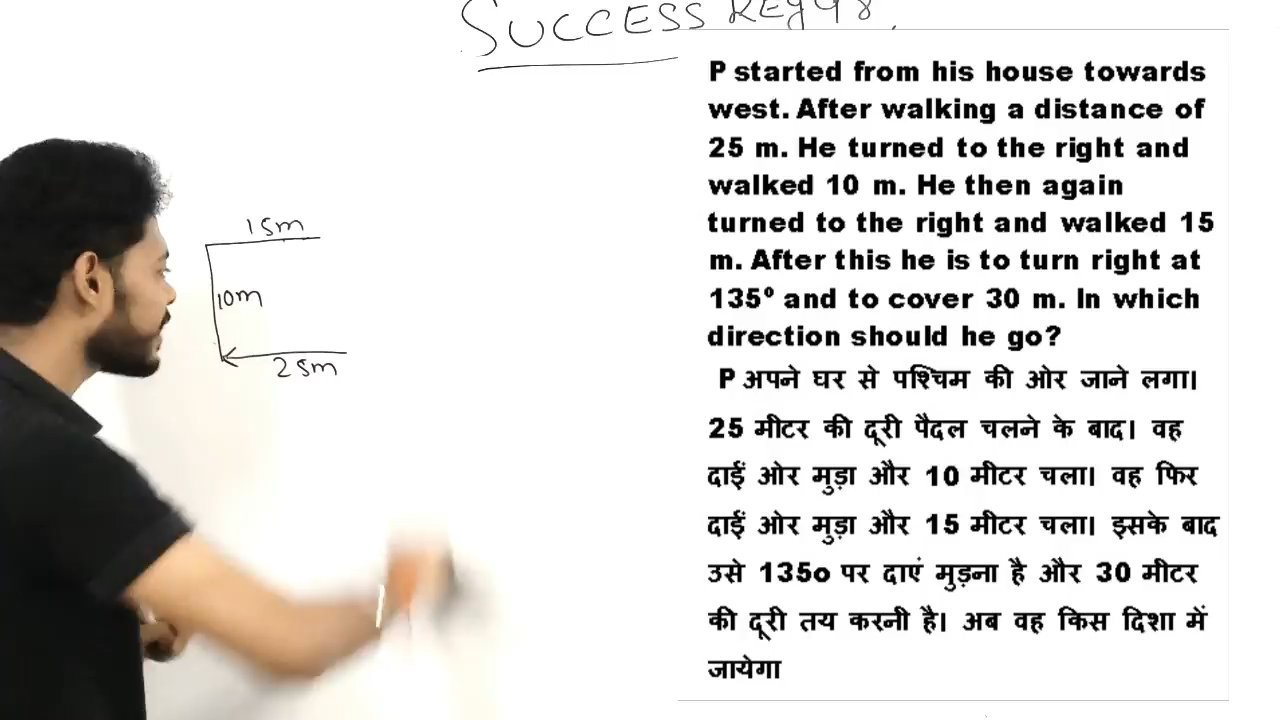 SUCCESS
P started from his house towards
west. After walking a distance of
25 m. He turned to the right and
walked 10 m. He then again
turned to the right and walked 15
m. After this he is to turn right at
135º and to cover 30 m. In which
direction should he go?
P अपने घर से पश्चिम की ओर जाने लगा।
25 मीटर की दूरी पैदल चलने के बाद। वह
दाईं ओर मुड़ा और 10 मीटर चला। वह फिर
दाईं ओर मुड़ा और 15 मीटर चला। इसके बाद
उसे 135o पर दाएं मुड़ना है और 30 मीटर
की दूरी तय करनी है। अब वह किस दिशा में
जायेगा
15m
10m
25m